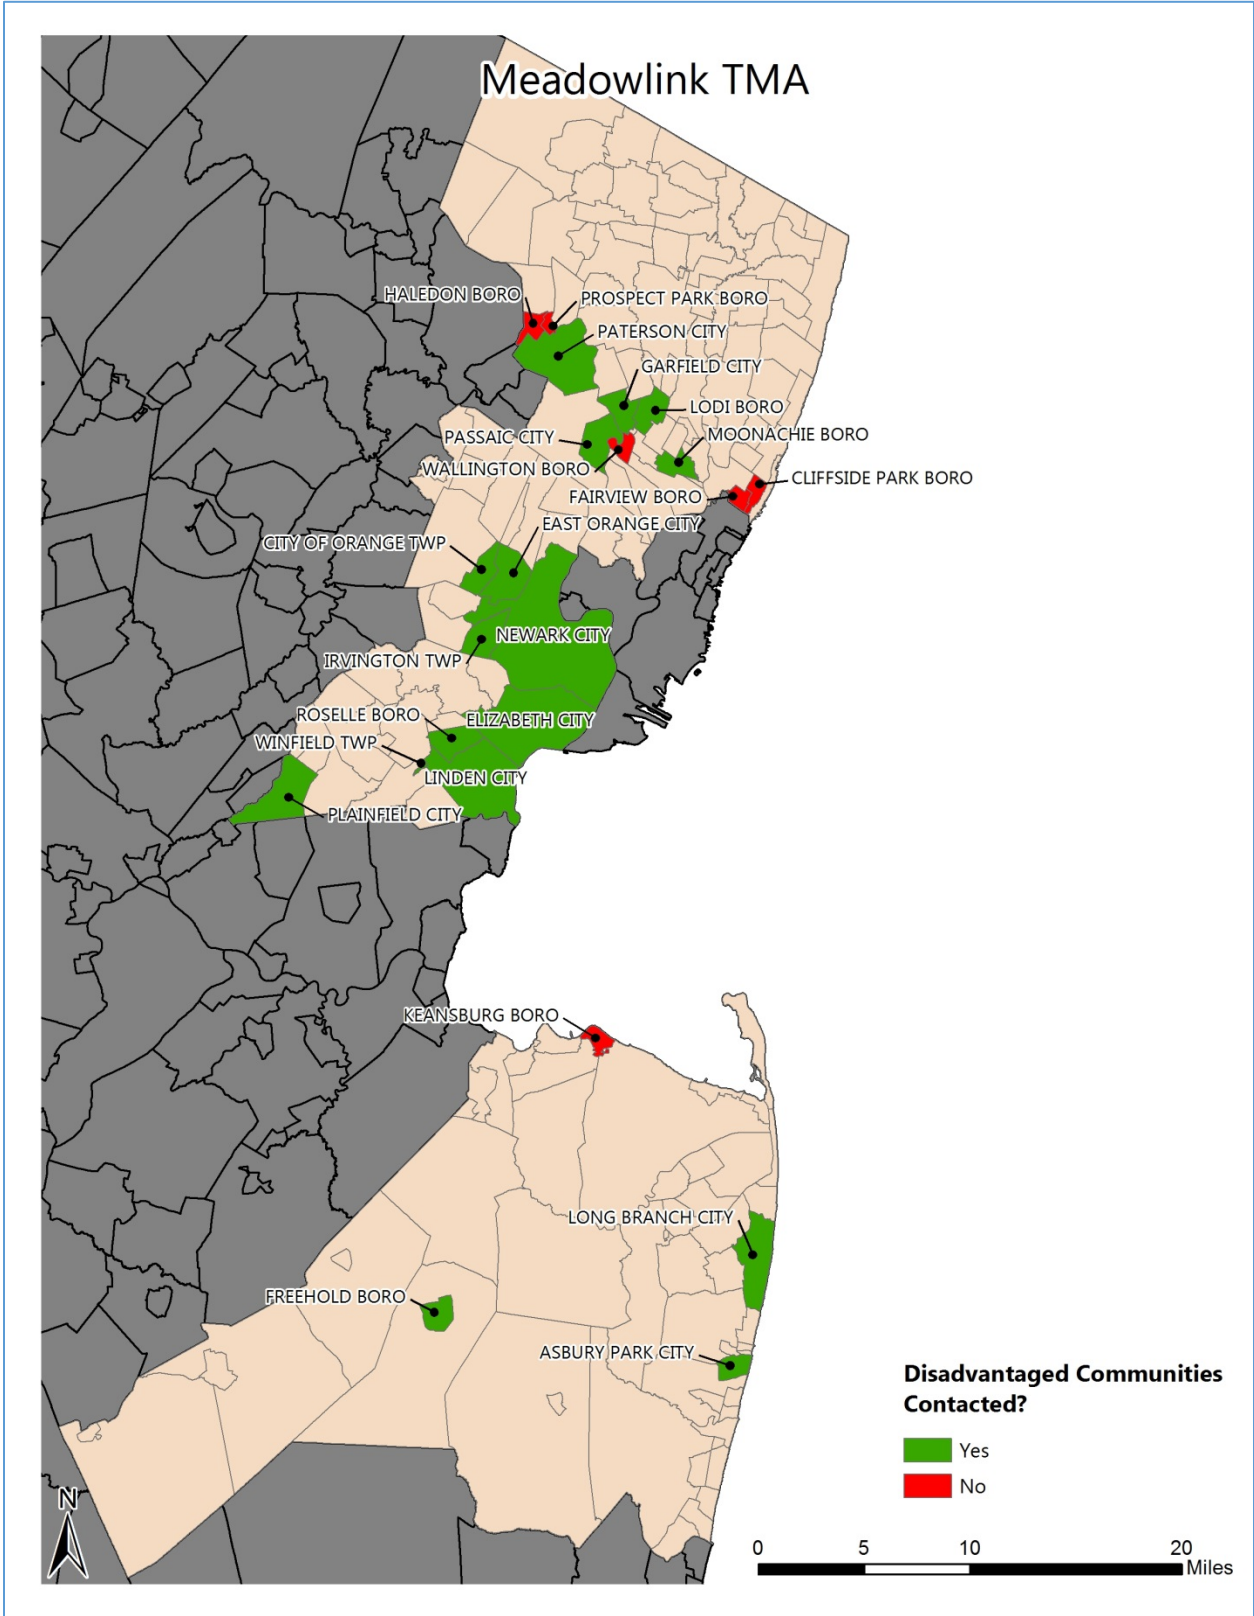 Meadowlink TMA
HALEDON BORO
PROSPECT PARK BORO
PATERSON CITY
GARFIELD CITY
LODI BORO
PASSAIC CITY
MOONACHIE BORO
WALLINGTON BORO
CLIFFSIDE PARK BORO
FAIRVIEW BORO
EAST ORANGE CITY
CITY OF ORANGE TWP
NEWARK CITY
IRVINGTON TWP
ROSELLE BORO
ELIZABETH CITY
WINFIELD TWP
LINDEN CITY
PLAINFIELD CITY
KEANSBURG BORO
LONG BRANCH CITY
FREEHOLD BORO
ASBURY PARK CITY
Disadvantaged Communities
Contacted?
Yes
No
N
0 5 10 20
Miles